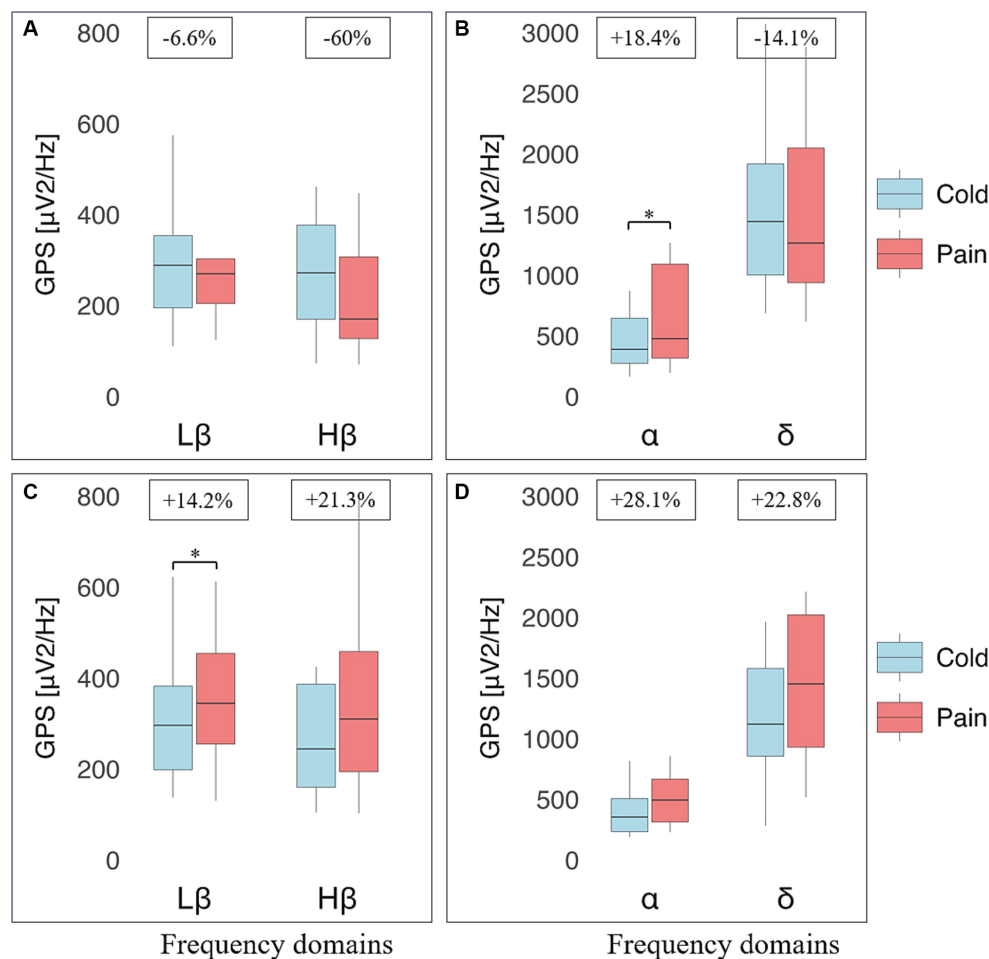 A
800
-6.6%
-60%
600
400
200
0
GPS [µV2/Hz]
Lβ
Hβ
B
3000
+18.4%
-14.1%
2500
2000
1500
1000
500
0
GPS [µV2/Hz]
*
α
δ
Cold
Pain
C
800
+14.2%
+21.3%
600
400
200
0
GPS [µV2/Hz]
*
Lβ
Hβ
Frequency domains
D
3000
+28.1%
+22.8%
2500
2000
1500
1000
500
0
GPS [µV2/Hz]
α
δ
Frequency domains
Cold
Pain